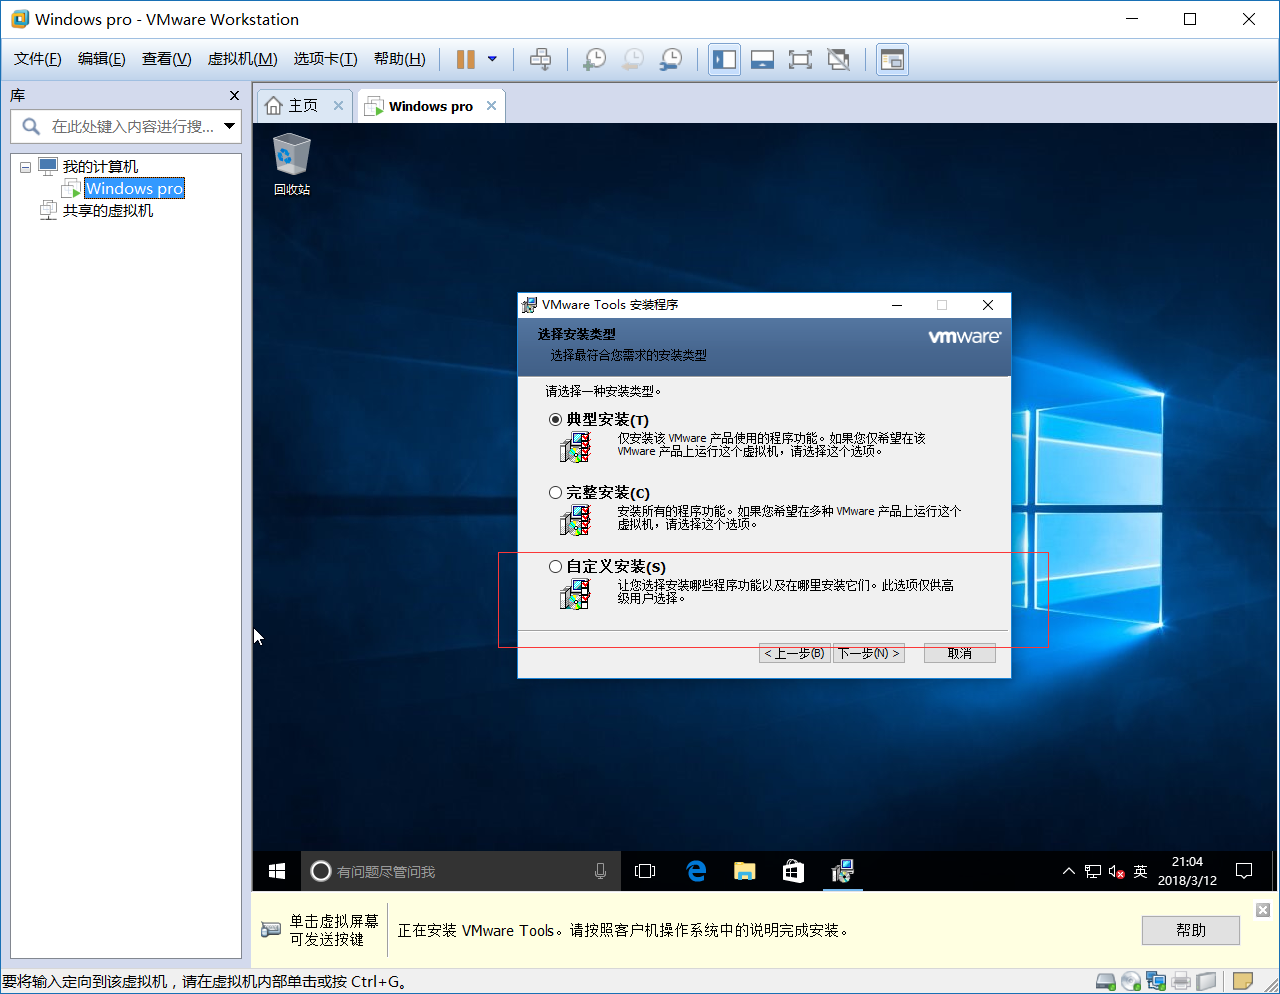 Windows pro - VMware Workstation
文件(F) 编辑(E) 查看(V) 虚拟机(M) 选项卡(T) 帮助(H)
库
在此处键入内容进行搜...
我的计算机
Windows pro
共享的虚拟机
主页
Windows pro
回收站
VMware Tools 安装程序
选择安装类型
选择最符合您需求的安装类型
vmware
请选择一种安装类型。
典型安装(T)
仅安装该 VMware 产品使用的程序功能。如果您仅希望在该
VMware 产品上运行这个虚拟机，请选择这个选项。
完整安装(C)
安装所有的程序功能。如果您希望在多种 VMware 产品上运行这个
虚拟机，请选择这个选项。
自定义安装(S)
让您选择安装哪些程序功能以及在哪里安装它们。此选项仅供高
级用户选择。
< 上一步(B) 下一步(N) > 取消
有问题尽管问我
英
21:04
2018/3/12
单击虚拟屏幕
可发送按键
正在安装 VMware Tools。请按照客户机操作系统中的说明完成安装。
帮助
要将输入定向到该虚拟机，请在虚拟机内部单击或按 Ctrl+G。